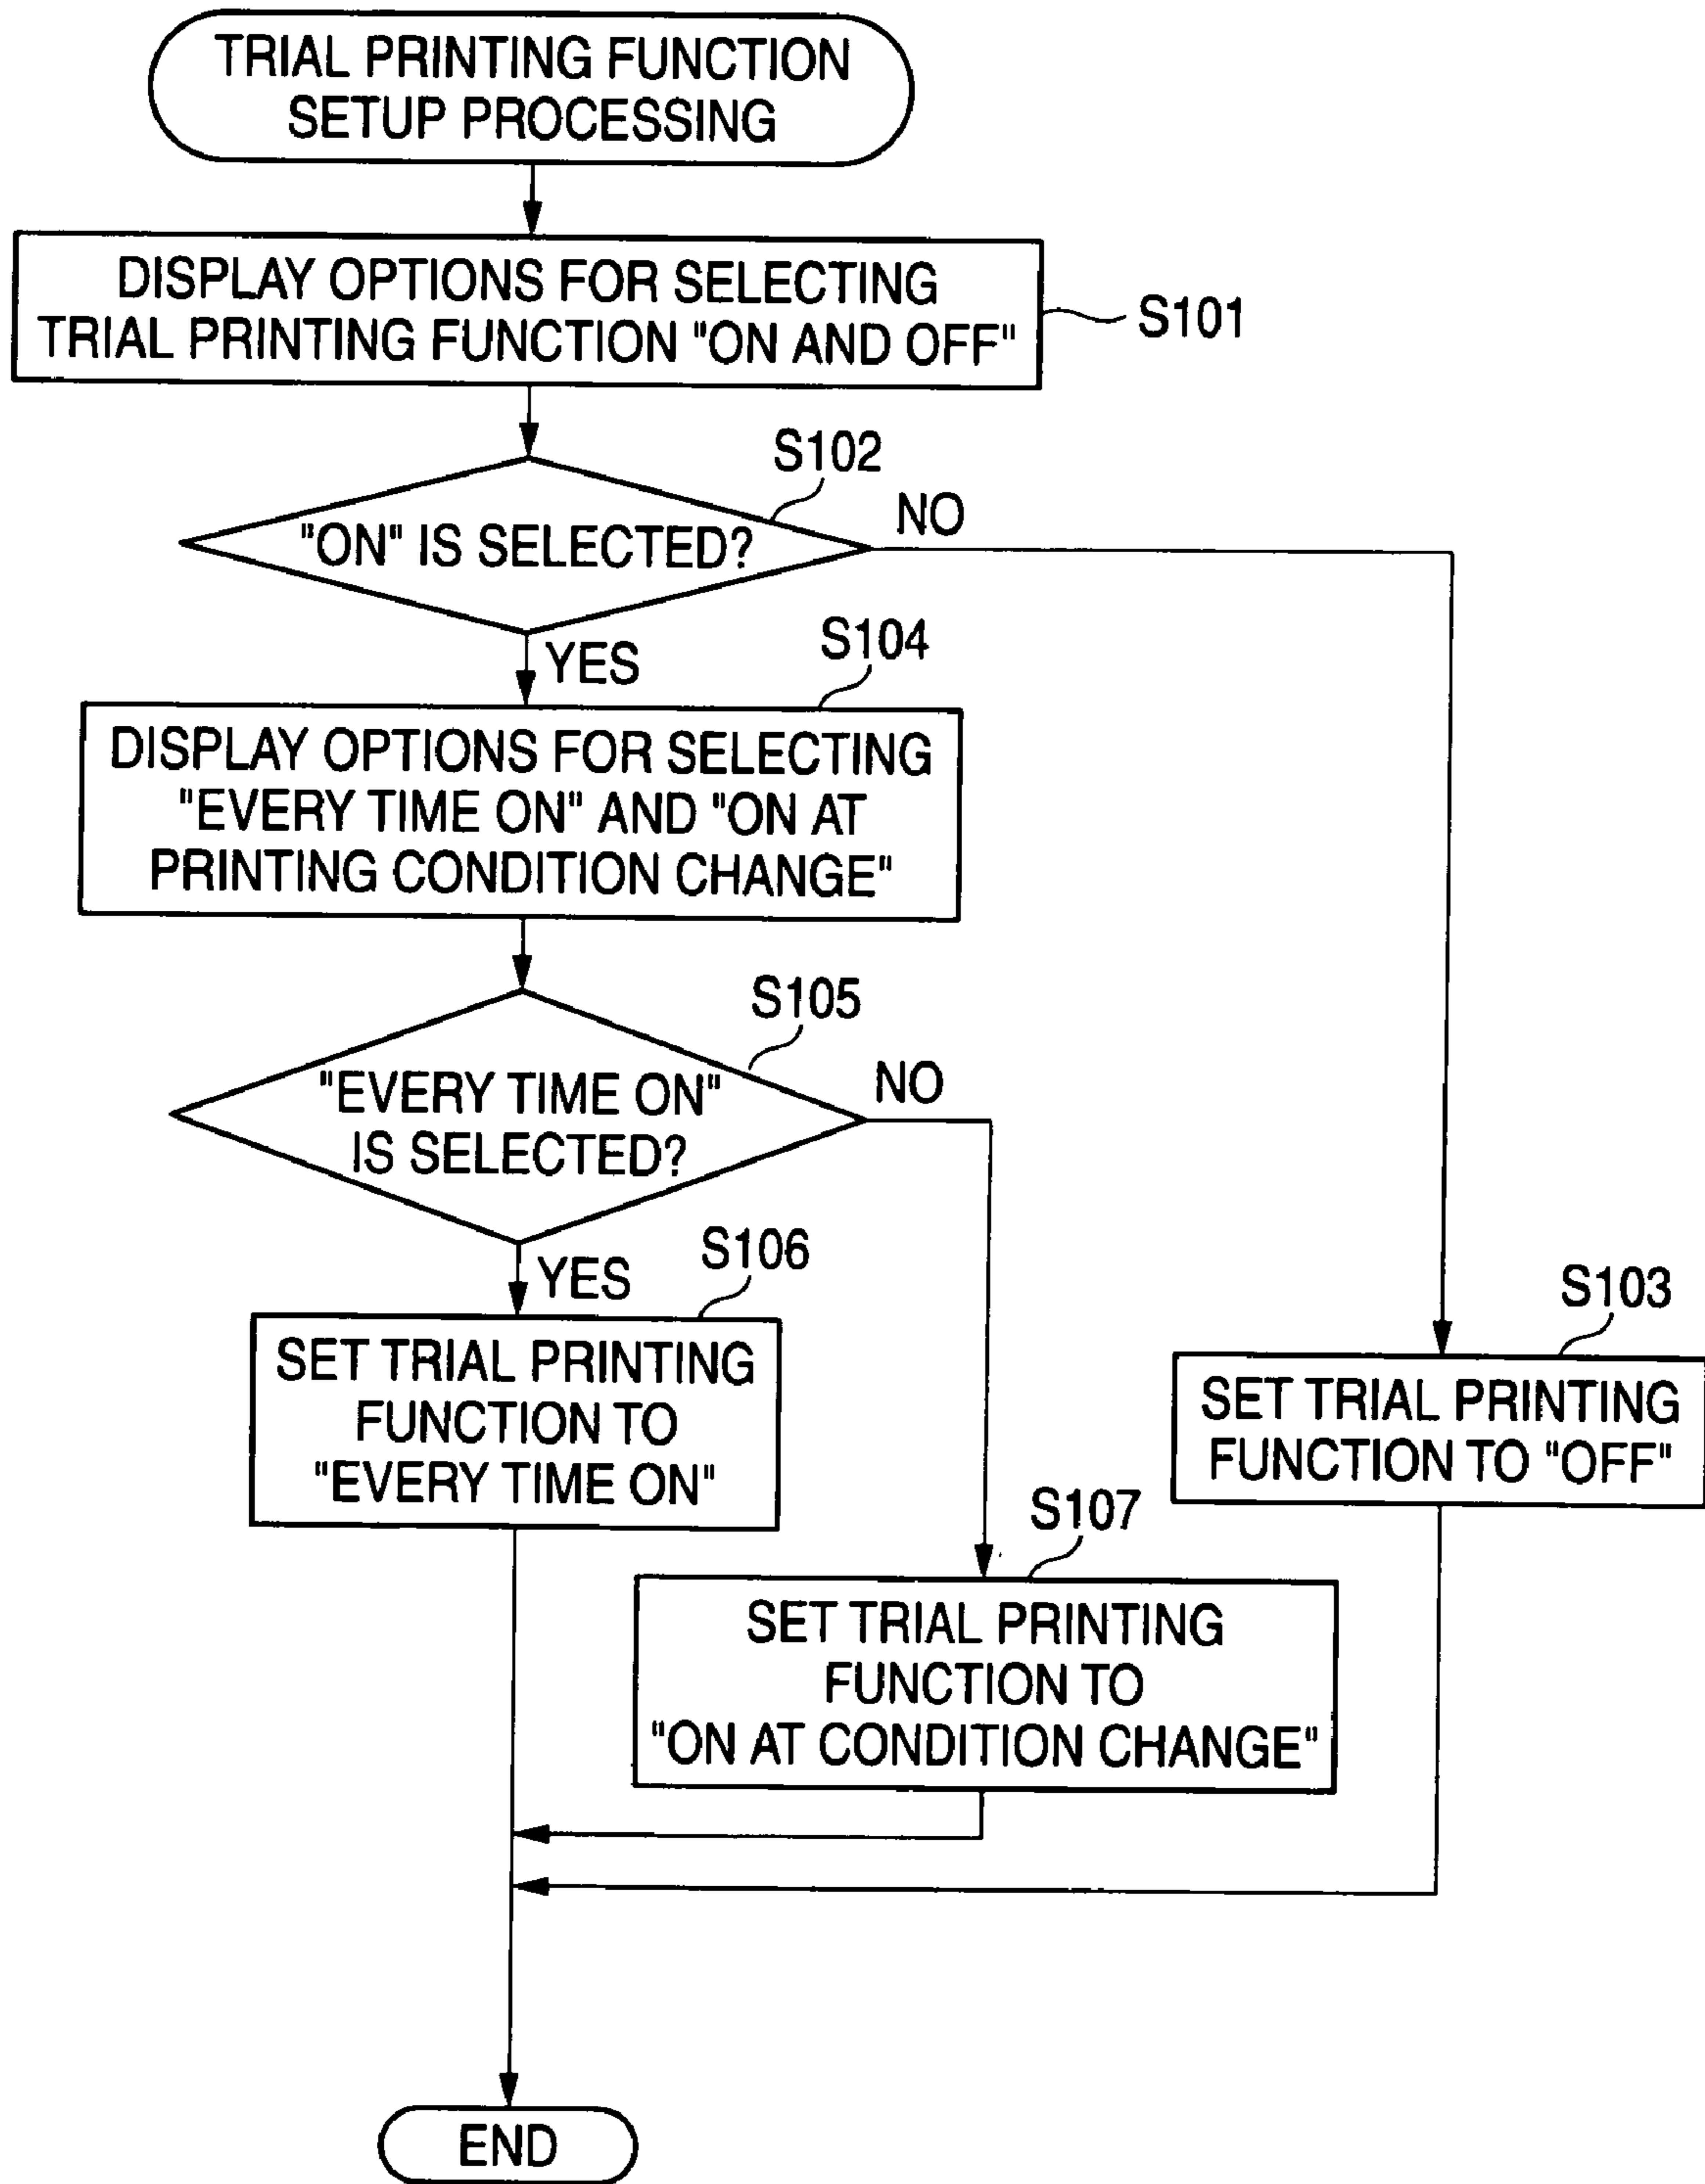 TRIAL PRINTING FUNCTION
SETUP PROCESSING
DISPLAY OPTIONS FOR SELECTING
TRIAL PRINTING FUNCTION "ON AND OFF"
S101
S102
"ON" IS SELECTED?
NO
YES
S104
DISPLAY OPTIONS FOR SELECTING
"EVERY TIME ON" AND "ON AT
PRINTING CONDITION CHANGE"
S105
"EVERY TIME ON"
IS SELECTED?
NO
YES
S106
SET TRIAL PRINTING
FUNCTION TO
"EVERY TIME ON"
S103
SET TRIAL PRINTING
FUNCTION TO "OFF"
S107
SET TRIAL PRINTING
FUNCTION TO
"ON AT CONDITION CHANGE"
END